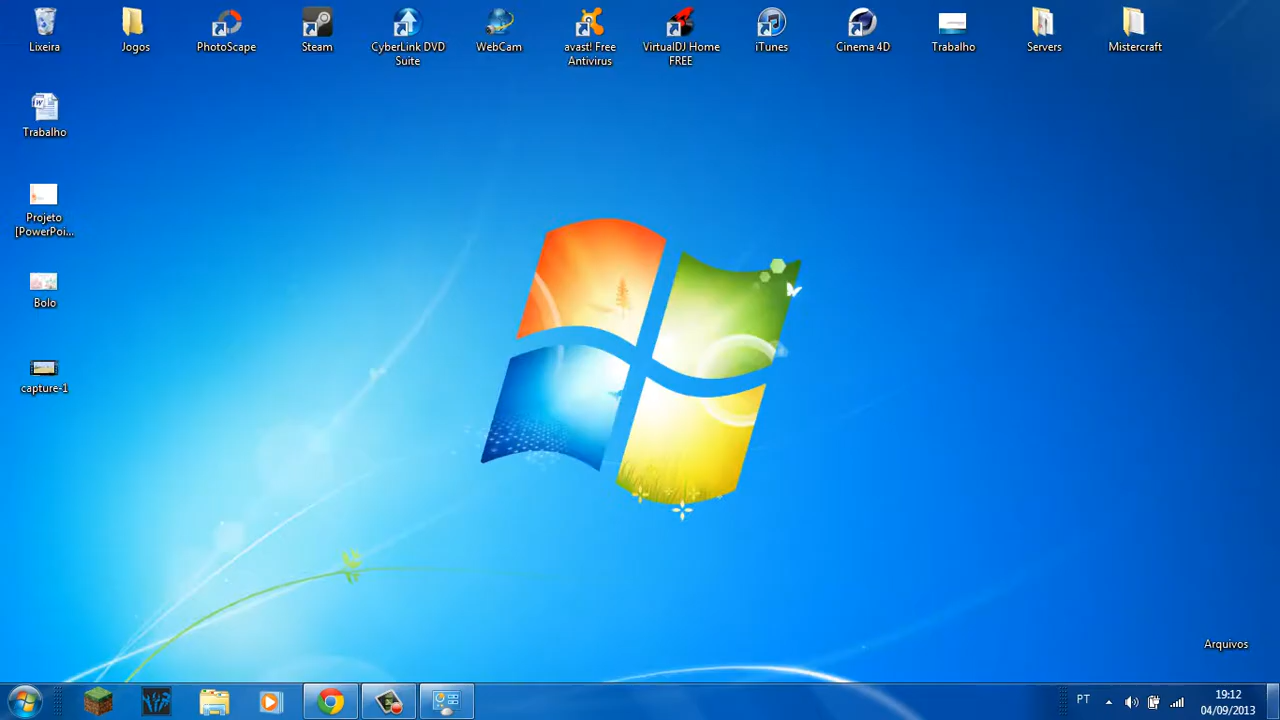 Lixeira
Jogos
PhotoScape
Steam
CyberLink DVD
Suite
WebCam
avast! Free
Antivirus
VirtualDJ Home
FREE
iTunes
Cinema 4D
Trabalho
Servers
Mistercraft
Trabalho
Projeto
[PowerPoi...
Bolo
capture-1
Arquivos
PT
19:12
04/09/2013